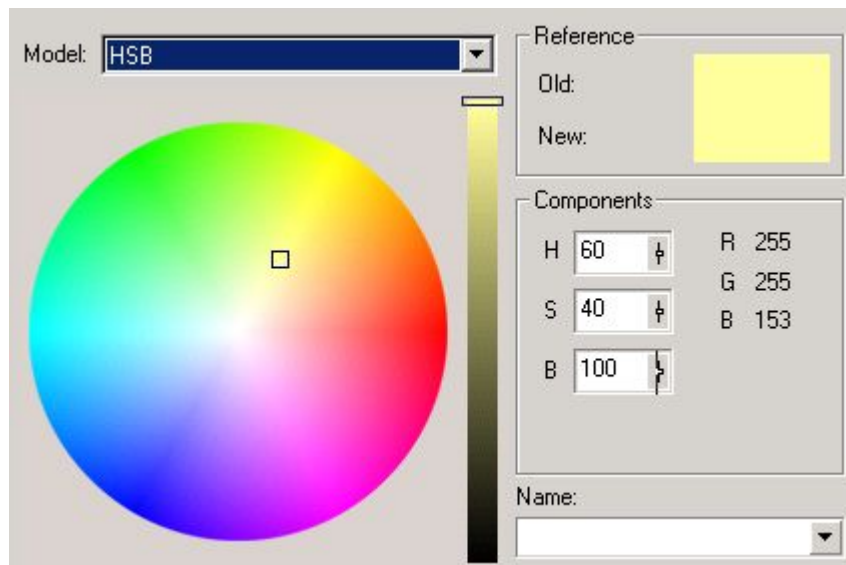 Model: HSB
Reference
Old:
New:
Components
H 60 R 255
G 255
S 40
B 153
B 100
Name: